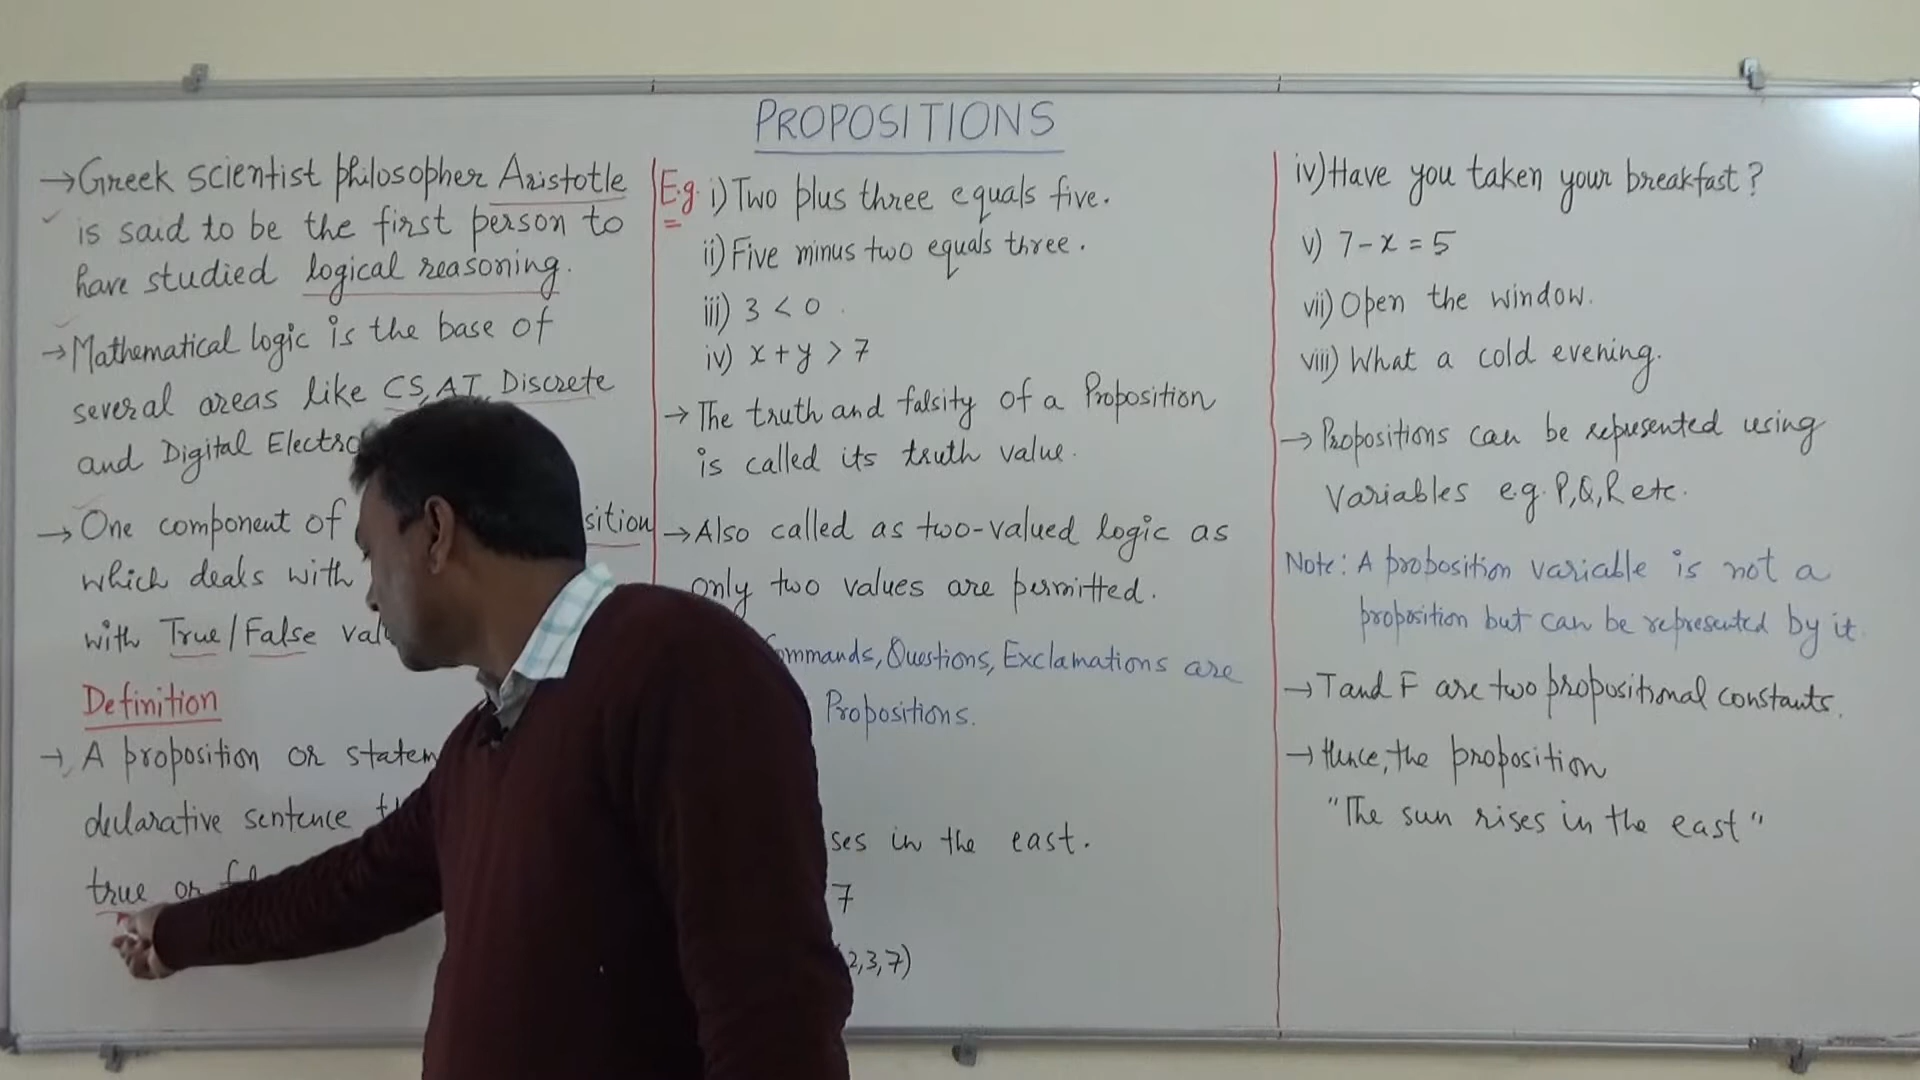 PROPOSITIONS
→ Greek scientist philosopher Aristotle
is said to be the first person to
have studied logical reasoning.
→ Mathematical logic is the base of
several areas like CS, AI, Discrete
and Digital
→ One component of
which deals with
with True/False
Definition
→ A proposition or
declarative sentence
true or
E.g. i) Two plus three equals five.
ii) Five minus two equals three.
iii) 3 < 0
iv) x + y > 7
→ The truth and falsity of a Proposition
is called its truth value.
→ Also called as two-valued logic as
only two values are permitted.
Questions, Exclamations are
Propositions.
in the east.
7
2,3,7)
iv) Have you taken your breakfast?
v) 7 - x = 5
vii) Open the window.
viii) What a cold evening.
→ Propositions can be represented using
Variables e.g. P,Q,R etc.
Note: A proposition variable is not a
proposition but can be represented by it.
→ T and F are two propositional constants.
→ Hence, the proposition
"The sun rises in the east"